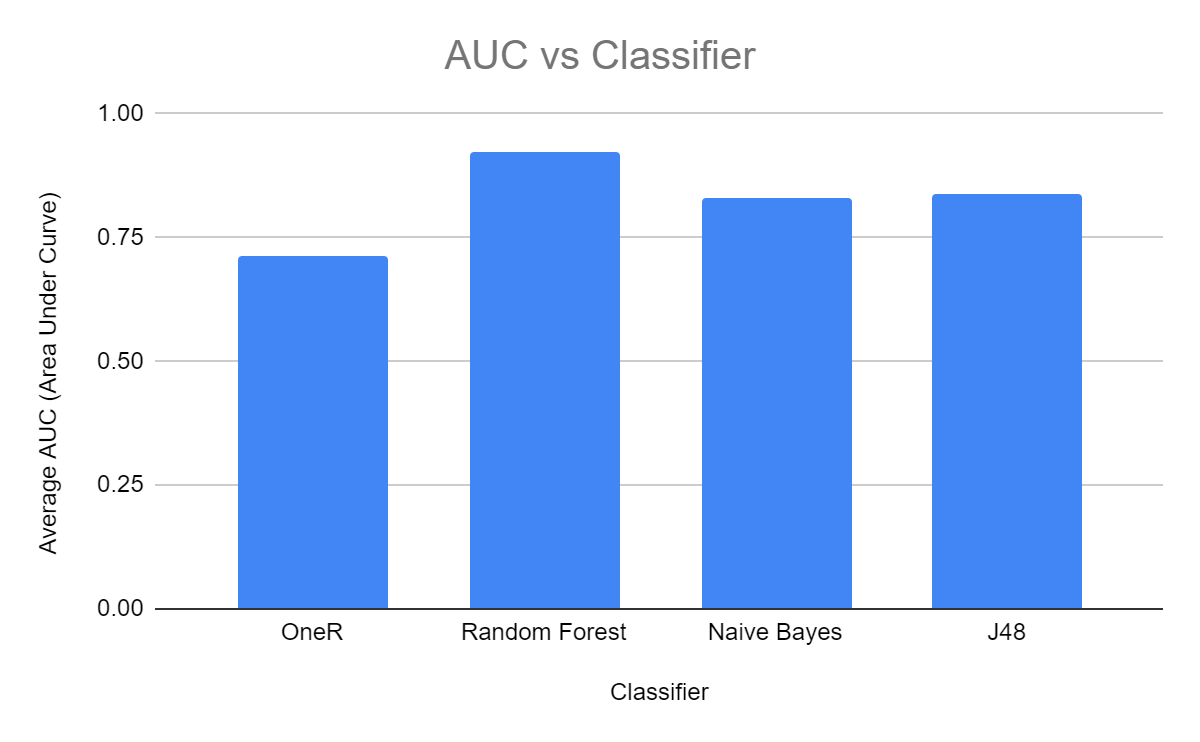 AUC vs Classifier
Average AUC (Area Under Curve)
1.00
0.75
0.50
0.25
0.00
OneR
Random Forest
Naive Bayes
J48
Classifier